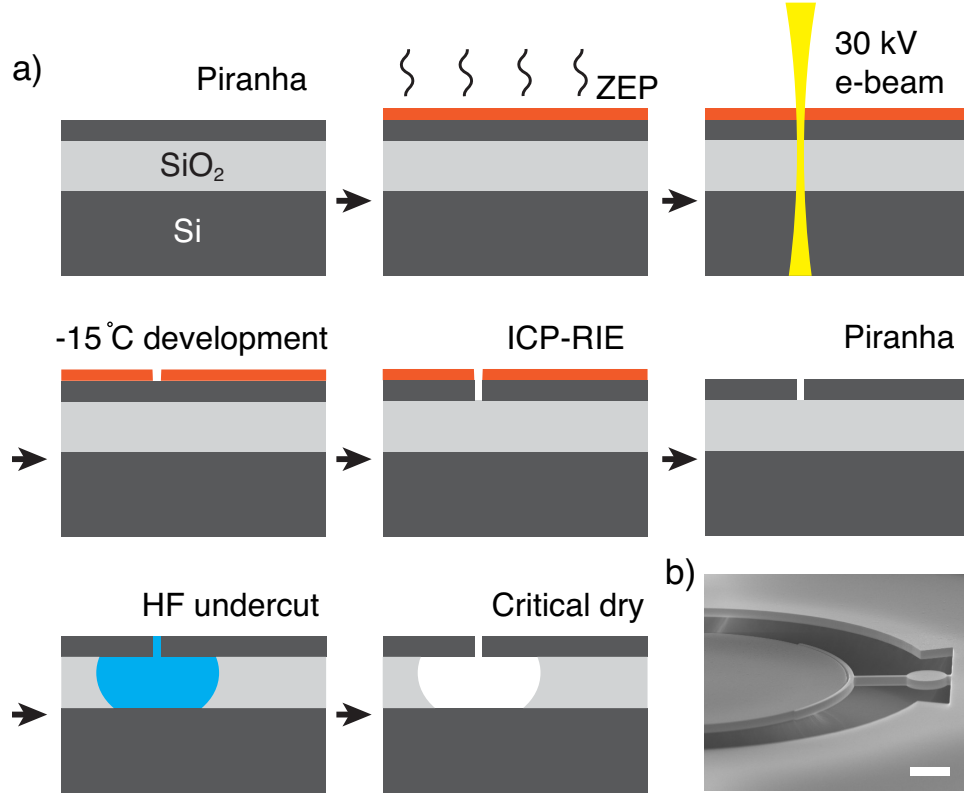 a)
Piranha
SiO₂
Si
ZEP
30 kV
e-beam
-15°C development
ICP-RIE
Piranha
HF undercut
Critical dry
b)